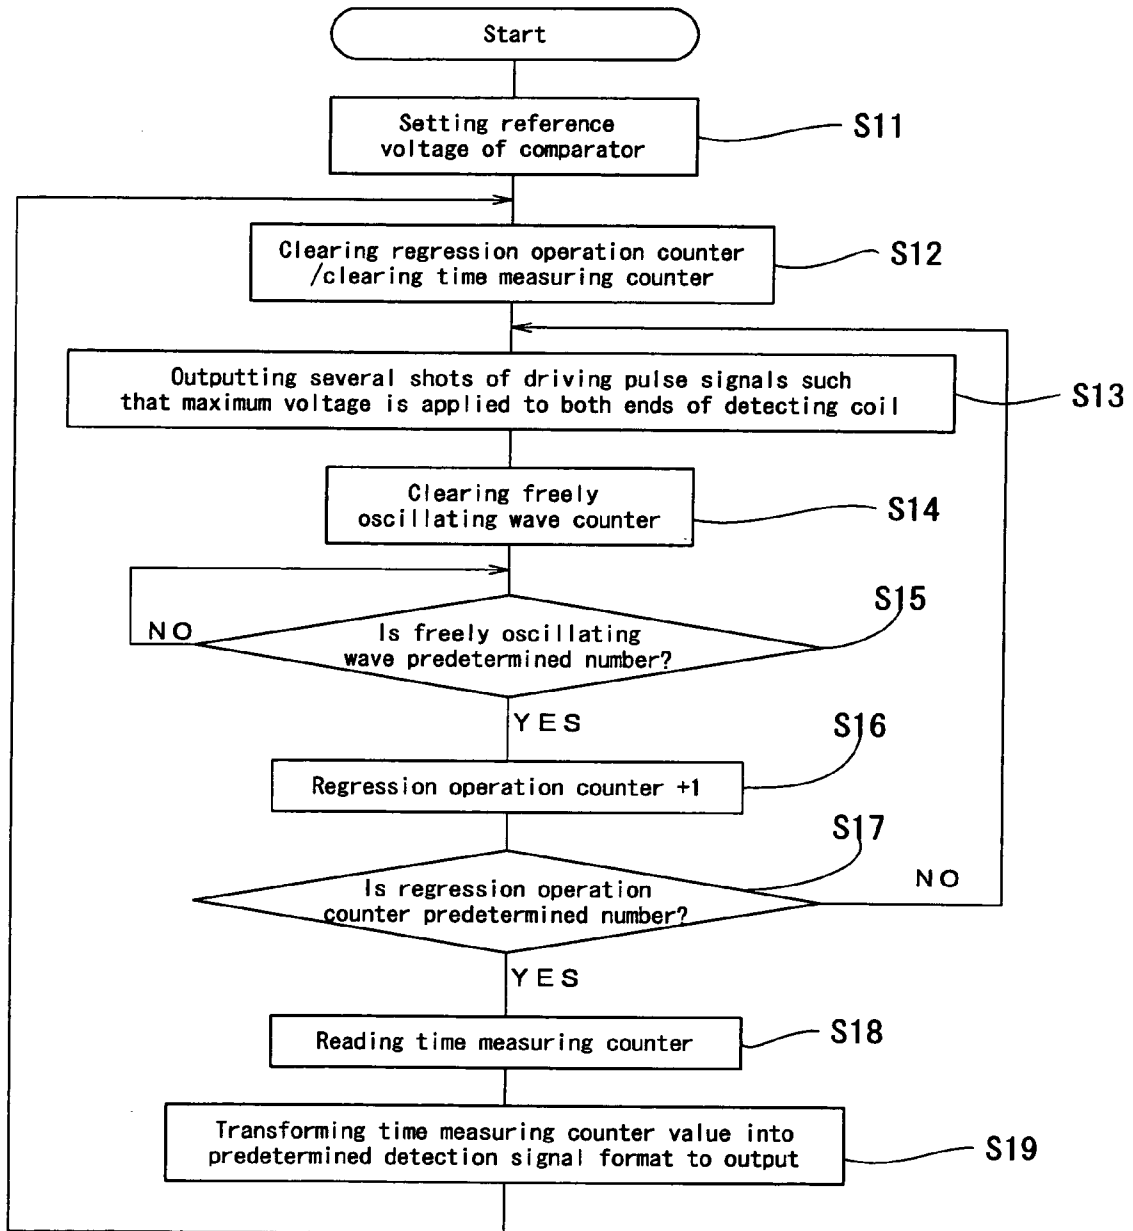 Start
Setting reference
voltage of comparator
S11
Clearing regression operation counter
/clearing time measuring counter
S12
Outputting several shots of driving pulse signals such
that maximum voltage is applied to both ends of detecting coil
S13
Clearing freely
oscillating wave counter
S14
S15
NO
Is freely oscillating
wave predetermined number?
YES
S16
Regression operation counter +1
S17
Is regression operation
counter predetermined number?
NO
YES
Reading time measuring counter
S18
Transforming time measuring counter value into
predetermined detection signal format to output
S19